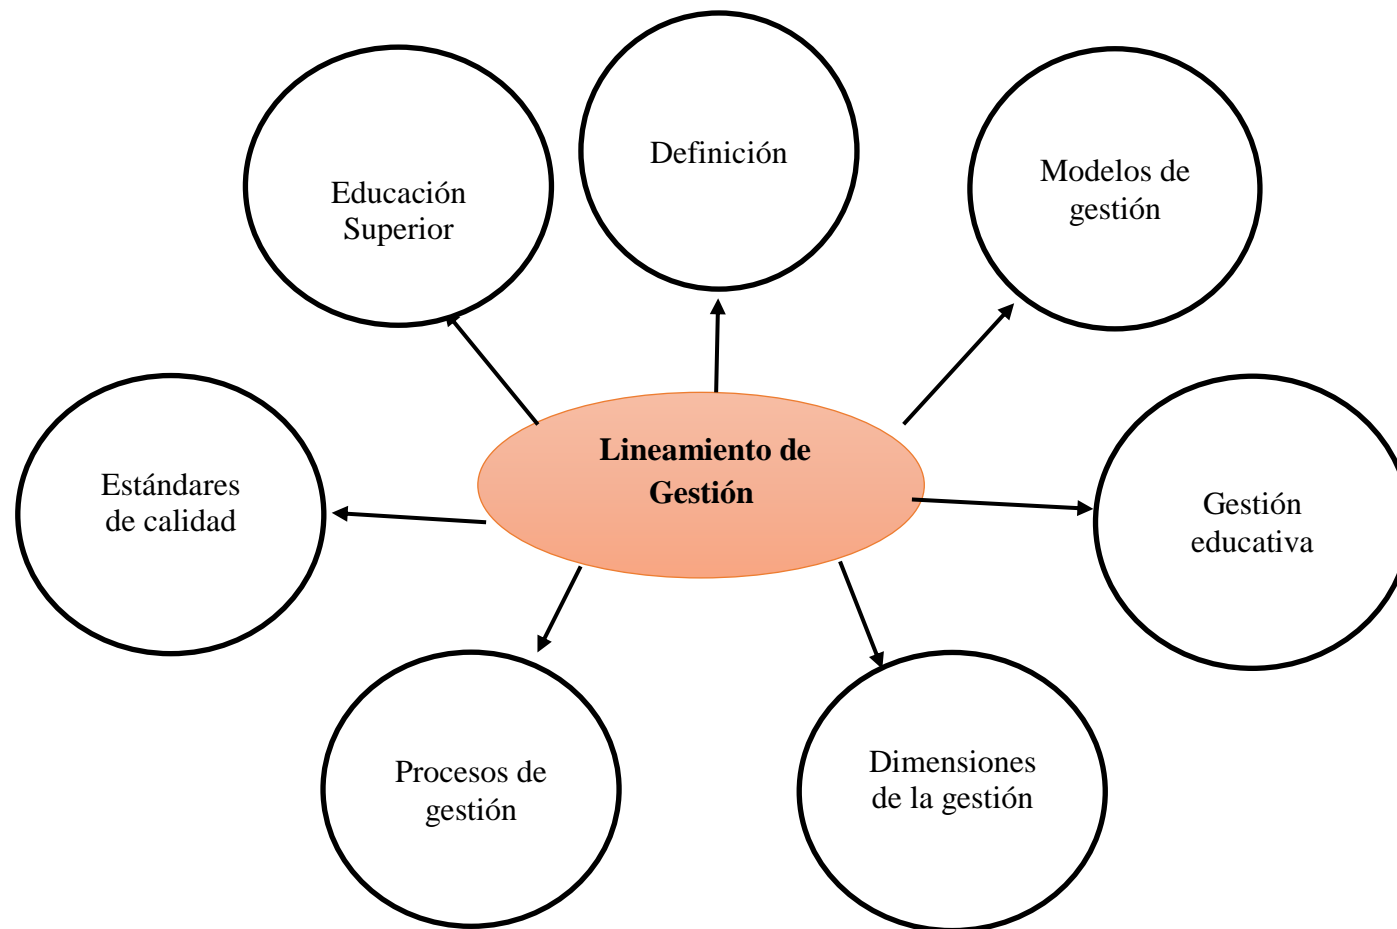 Definición
Modelos de
gestión
Educación
Superior
Lineamiento de
Gestión
Estándares
de calidad
Gestión
educativa
Procesos de
gestión
Dimensiones
de la gestión